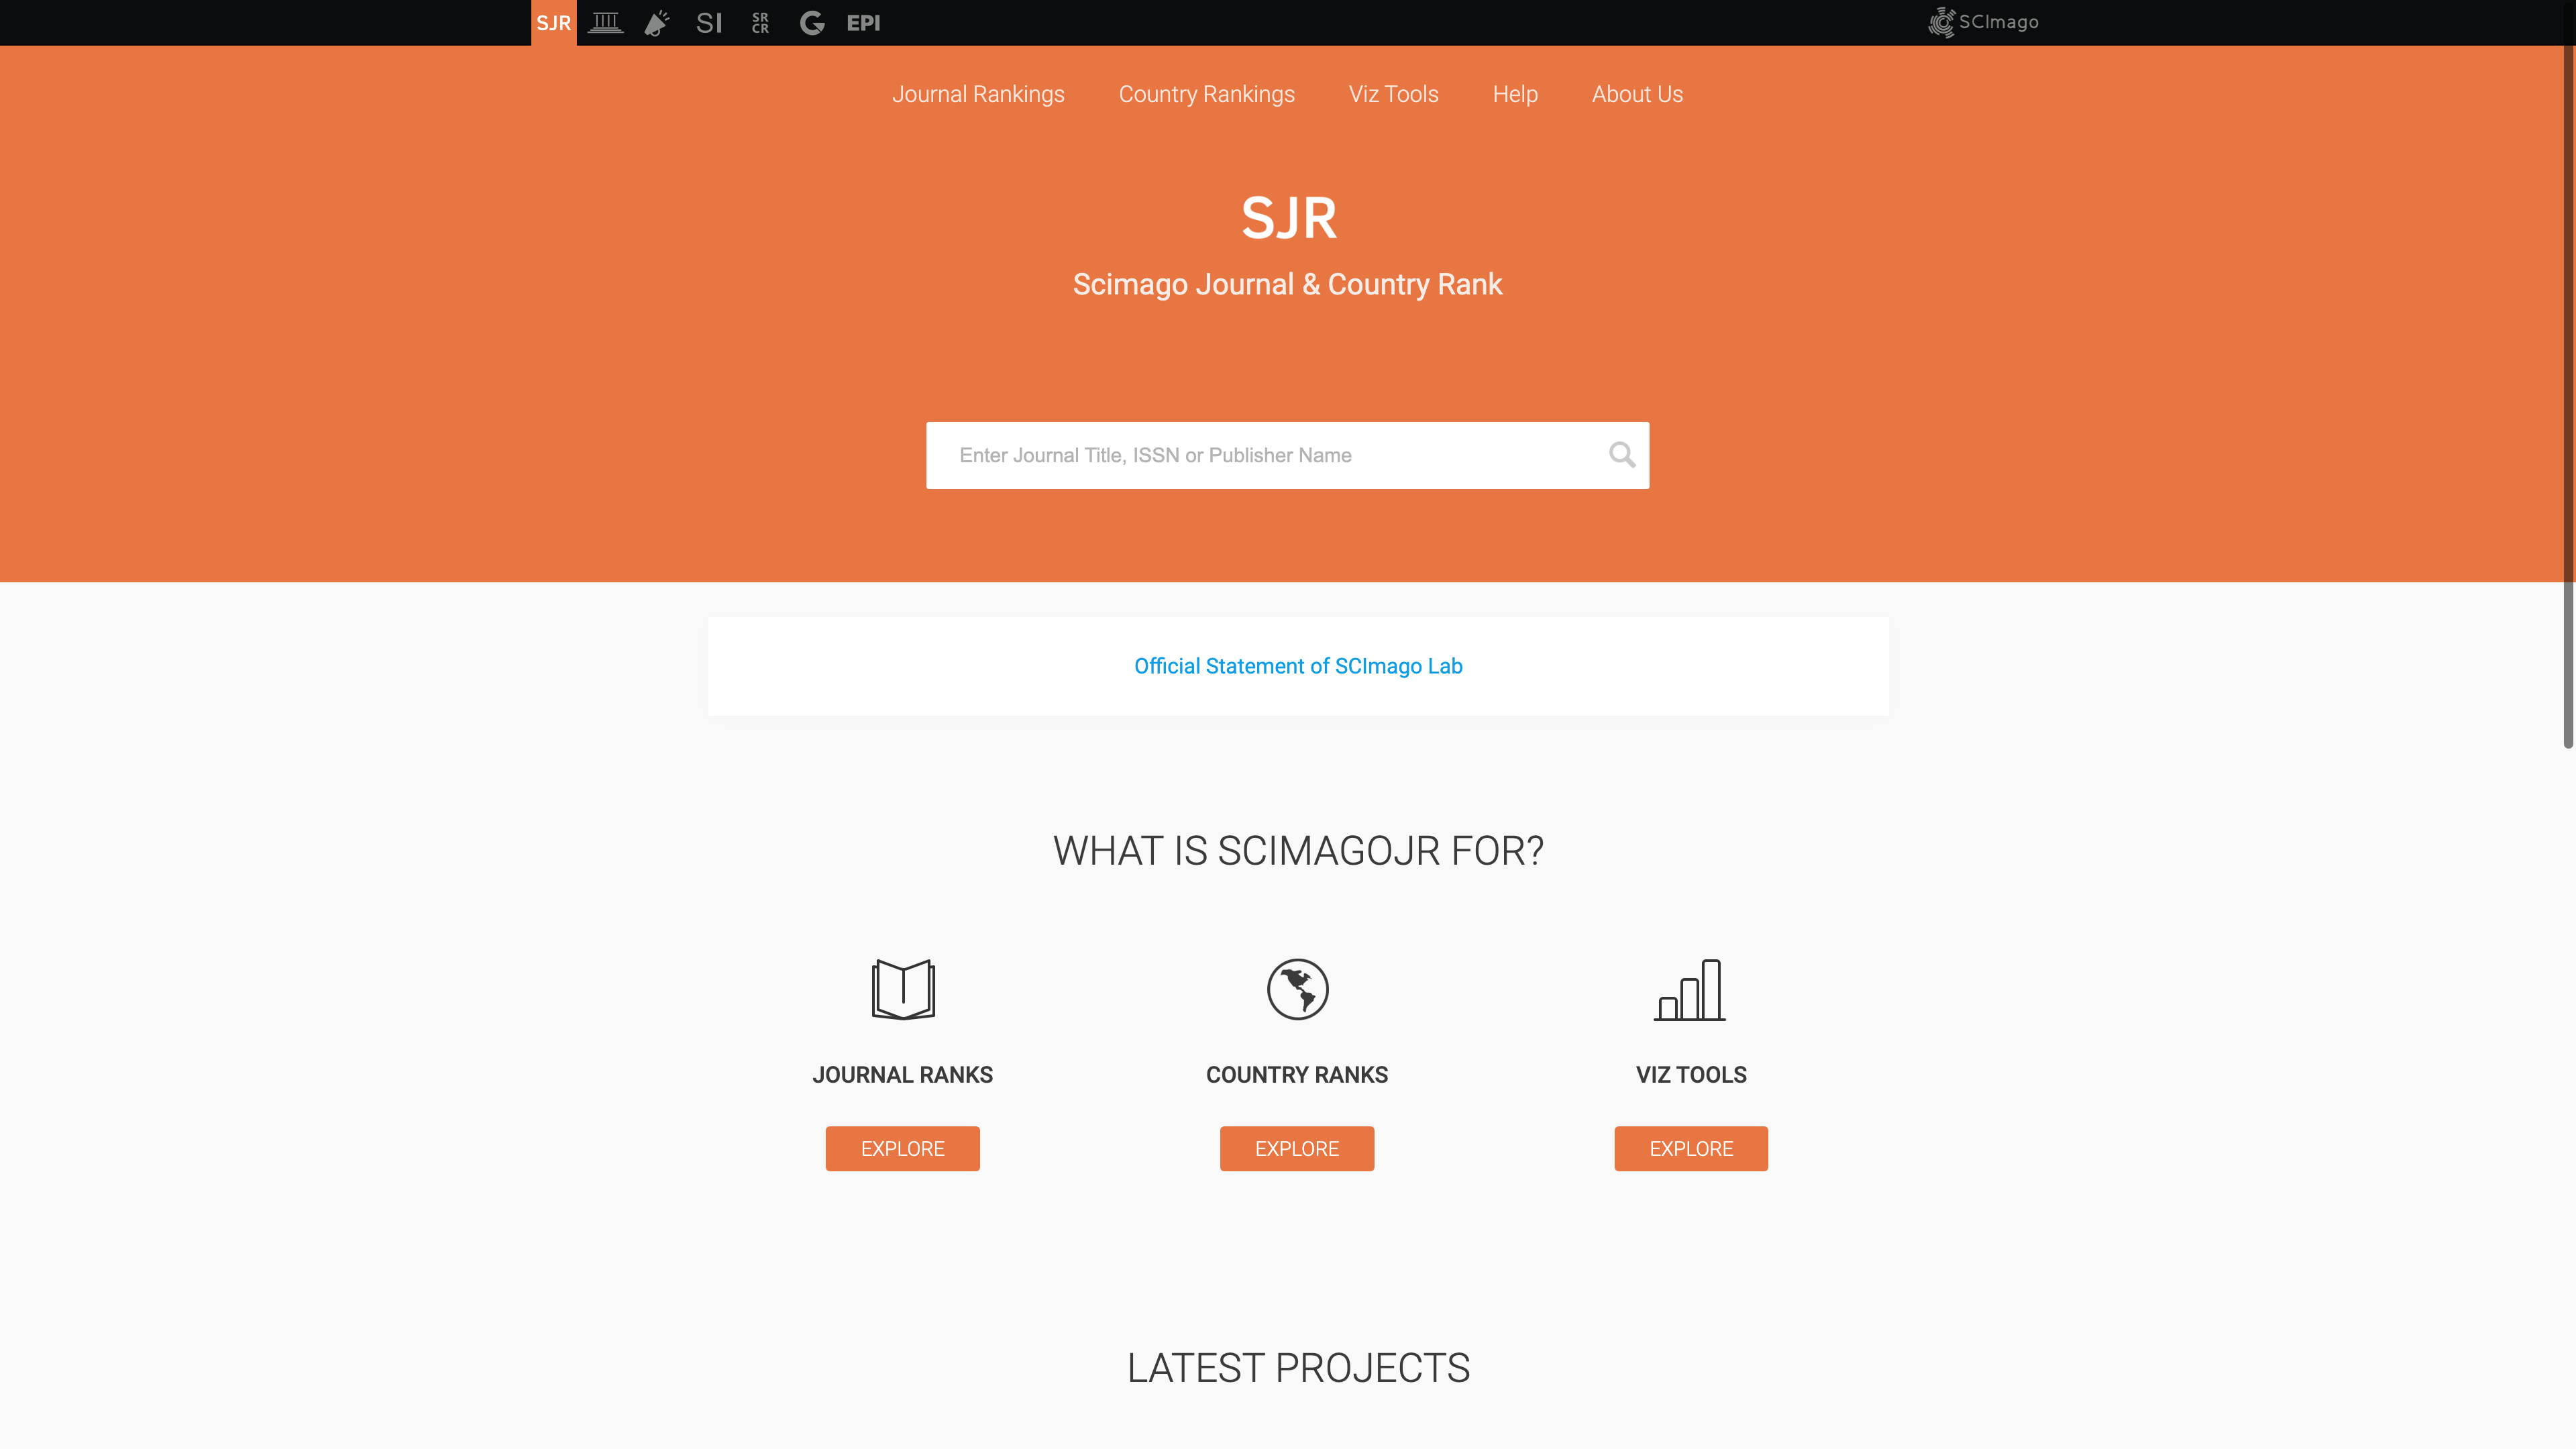 SJR SI SR CR G EPI SCImago
Journal Rankings Country Rankings Viz Tools Help About Us
SJR
Scimago Journal & Country Rank
Enter Journal Title, ISSN or Publisher Name
Official Statement of SCImago Lab
WHAT IS SCIMAGOJR FOR?
JOURNAL RANKS COUNTRY RANKS VIZ TOOLS
EXPLORE EXPLORE EXPLORE
LATEST PROJECTS